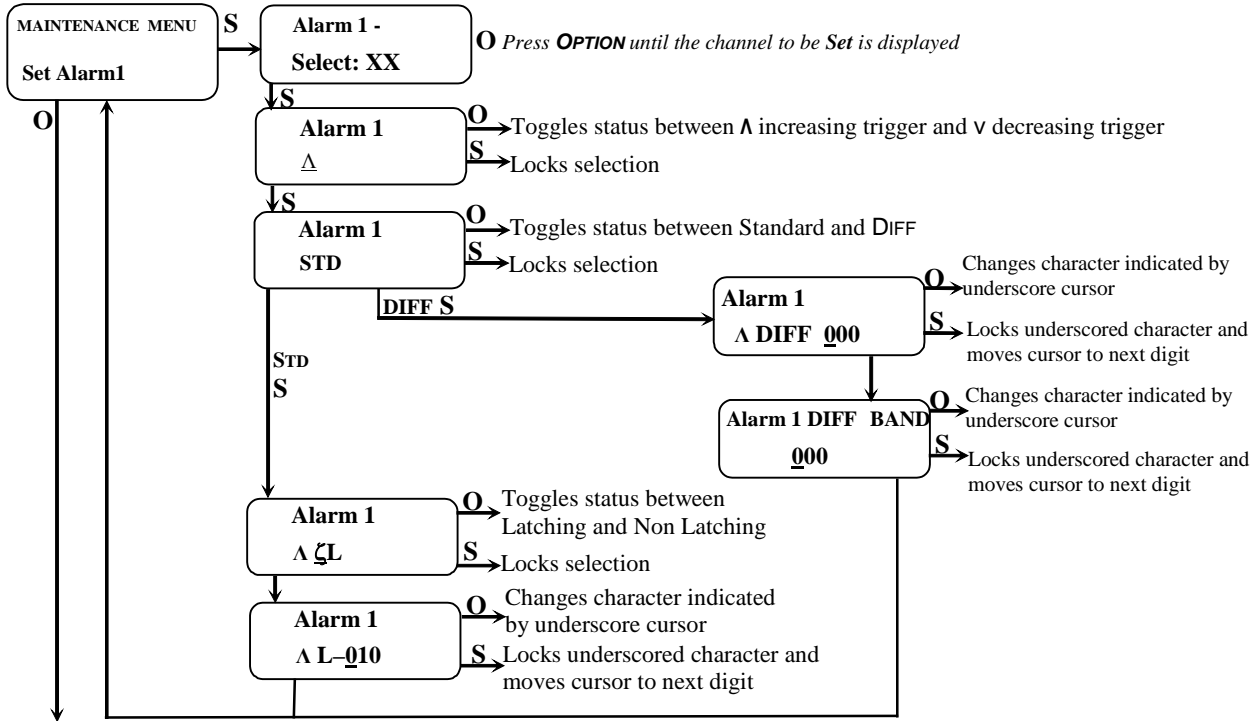 MAINTENANCE MENU
Set Alarm1
S
O
Alarm 1 -
Select: XX
O Press OPTION until the channel to be Set is displayed
S
Alarm 1
Λ
O
Toggles status between Λ increasing trigger and V decreasing trigger
S
Locks selection
S
Alarm 1
STD
O
Toggles status between Standard and DIFF
S
Locks selection
DIFF S
Alarm 1
Λ DIFF 000
O
Changes character indicated by
underscore cursor
S
Locks underscored character and
moves cursor to next digit
Alarm 1 DIFF BAND
000
O
Changes character indicated by
underscore cursor
S
Locks underscored character and
moves cursor to next digit
STD
S
Alarm 1
Λ ζL
O
Toggles status between
Latching and Non Latching
S
Locks selection
Alarm 1
Λ L–010
O
Changes character indicated
by underscore cursor
S
Locks underscored character and
moves cursor to next digit